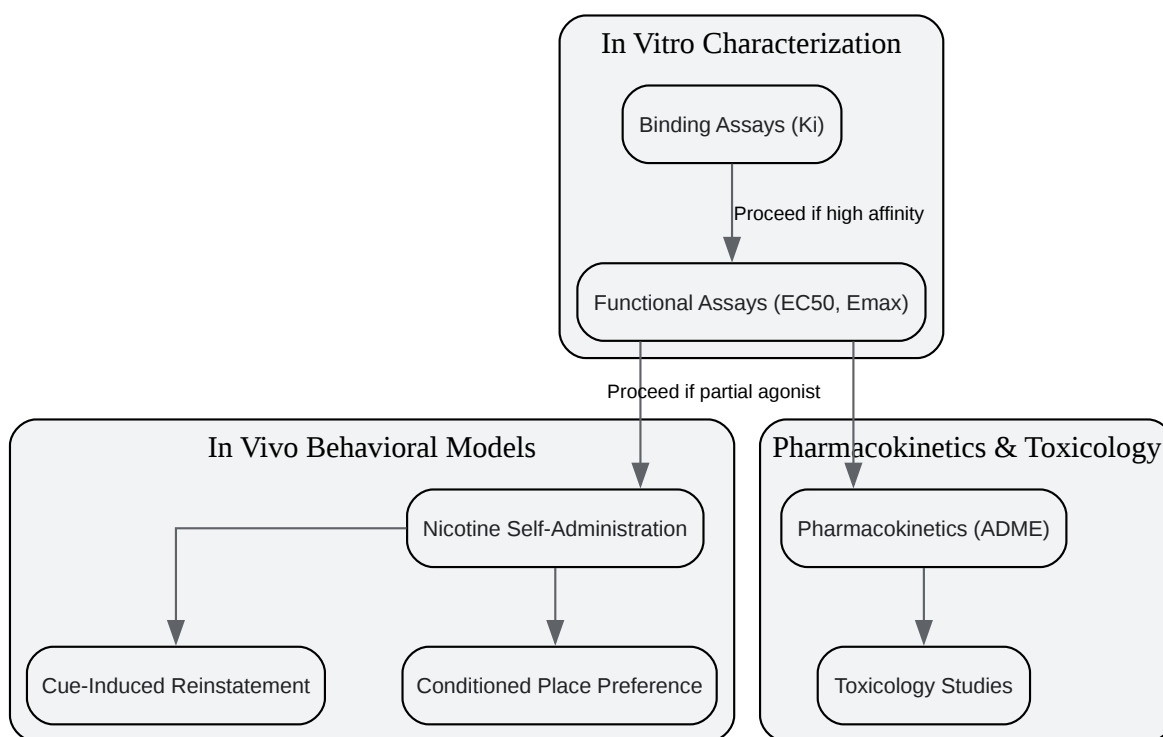 In Vitro Characterization
Binding Assays (Ki)
Proceed if high affinity
Functional Assays (EC50, Emax)
Proceed if partial agonist
In Vivo Behavioral Models
Pharmacokinetics & Toxicology
Nicotine Self-Administration
Pharmacokinetics (ADME)
Cue-Induced Reinstatement
Conditioned Place Preference
Toxicology Studies